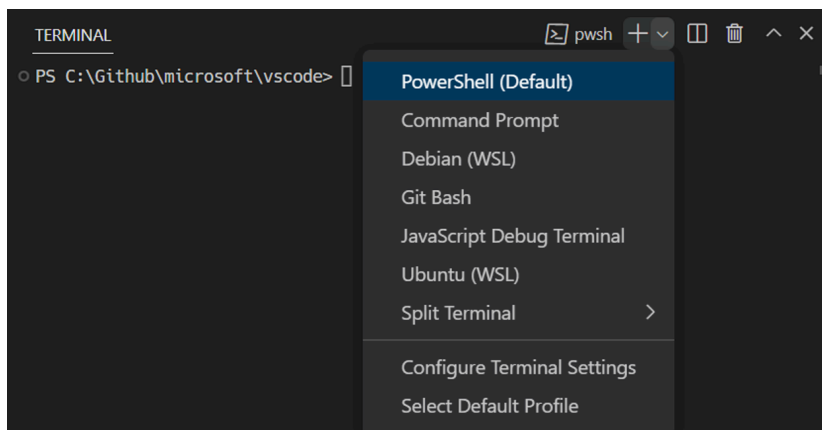 TERMINAL
pwsh
PS C:\Github\microsoft\vscode>
PowerShell (Default)
Command Prompt
Debian (WSL)
Git Bash
JavaScript Debug Terminal
Ubuntu (WSL)
Split Terminal
Configure Terminal Settings
Select Default Profile